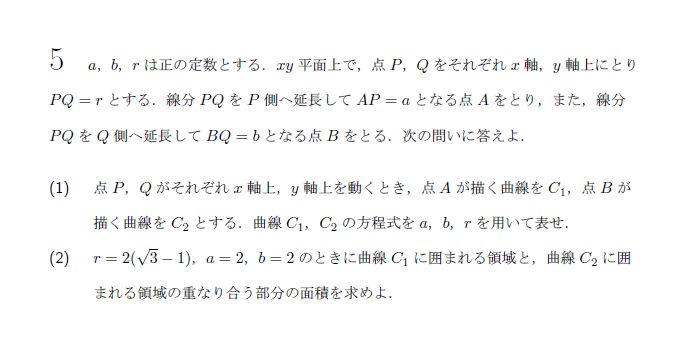 5 a, b, r は正の定数とする．xy 平面上で，点 P, Q をそれぞれ x 軸，y 軸上にとり
PQ = r とする．線分 PQ を P 側へ延長して AP = a となる点 A をとり，また，線分
PQ を Q 側へ延長して BQ = b となる点 B をとる．次の問いに答えよ．
(1) 点 P, Q がそれぞれ x 軸上，y 軸上を動くとき，点 A が描く曲線を C₁，点 B が
描く曲線を C₂ とする．曲線 C₁，C₂ の方程式を a, b, r を用いて表せ．
(2) r = 2(√3 − 1), a = 2, b = 2 のときに曲線 C₁ に囲まれる領域と，曲線 C₂ に囲
まれる領域の重なり合う部分の面積を求めよ．